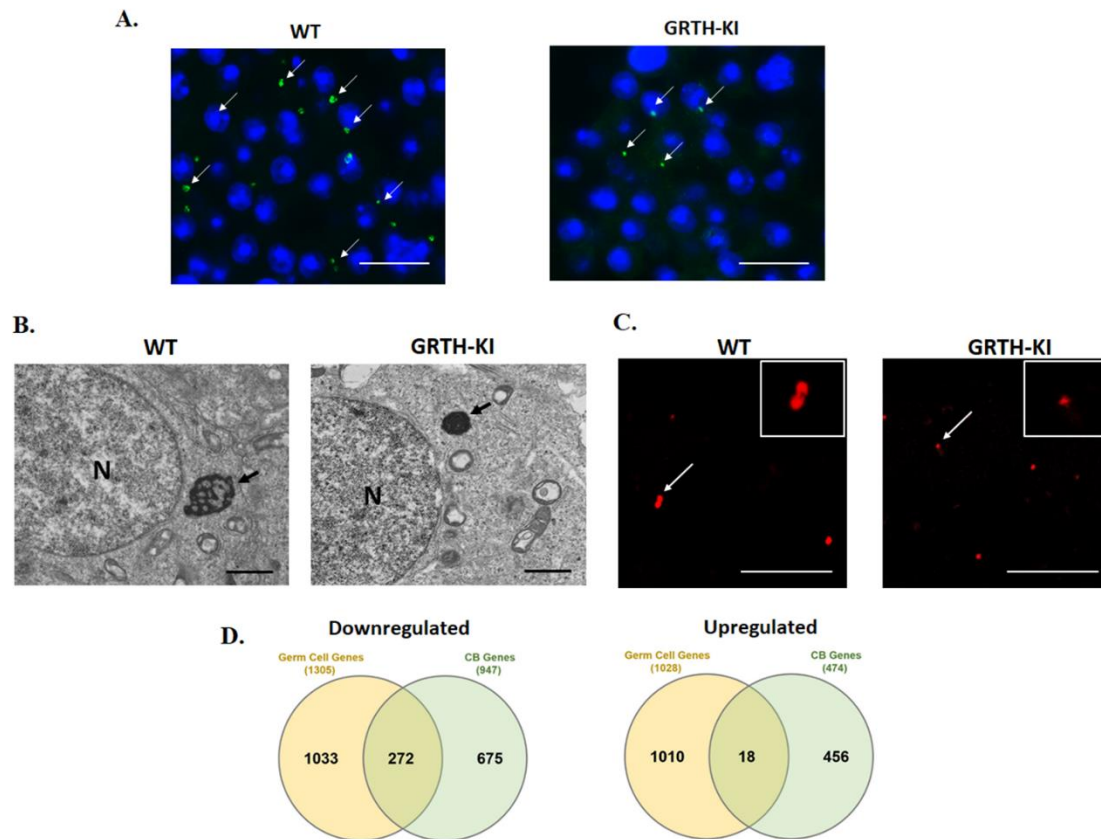 A.
WT
GRTH-KI
B.
WT
GRTH-KI
N
N
C.
WT
GRTH-KI
D.
Downregulated
Germ Cell Genes
(1305)
CB Genes
(947)
1033
272
675
Upregulated
Germ Cell Genes
(1028)
CB Genes
(474)
1010
18
456